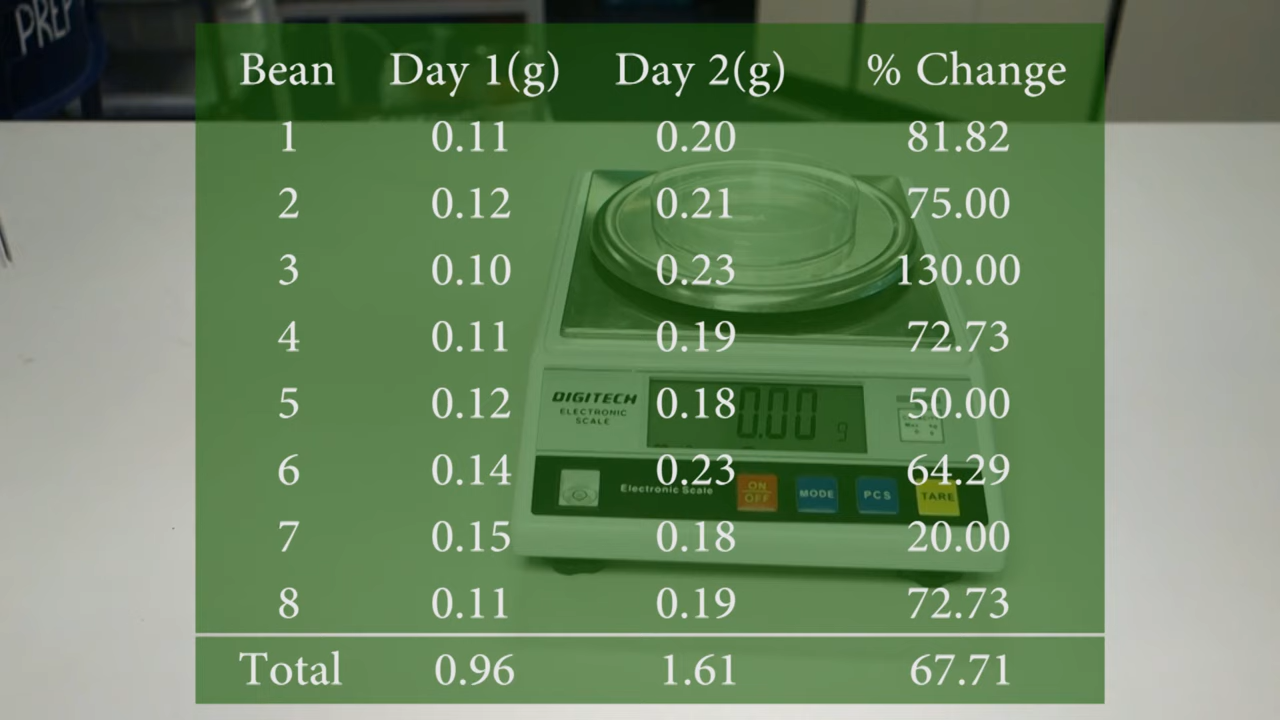 PREP
Bean Day 1(g) Day 2(g) % Change
1 0.11 0.20 81.82
2 0.12 0.21 75.00
3 0.10 0.23 130.00
4 0.11 0.19 72.73
5 0.12 0.18 50.00
6 0.14 0.23 64.29
7 0.15 0.18 20.00
8 0.11 0.19 72.73
Total 0.96 1.61 67.71
DIGITECH
ELECTRONIC
SCALE
0.00 g
Electronic Scale
ON
OFF
MODE
PCS
TARE